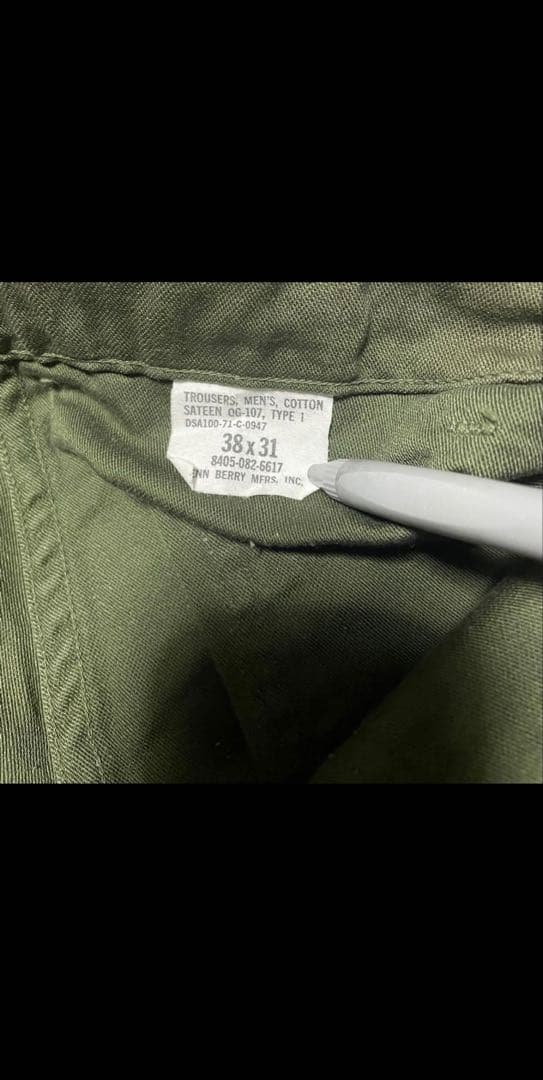 TROUSERS, MEN'S, COTTON
SATEEN OG-107, TYPE I
DSA100-71-C-0947
38 x 31
8405-082-6617
BERRY MFRS. INC.